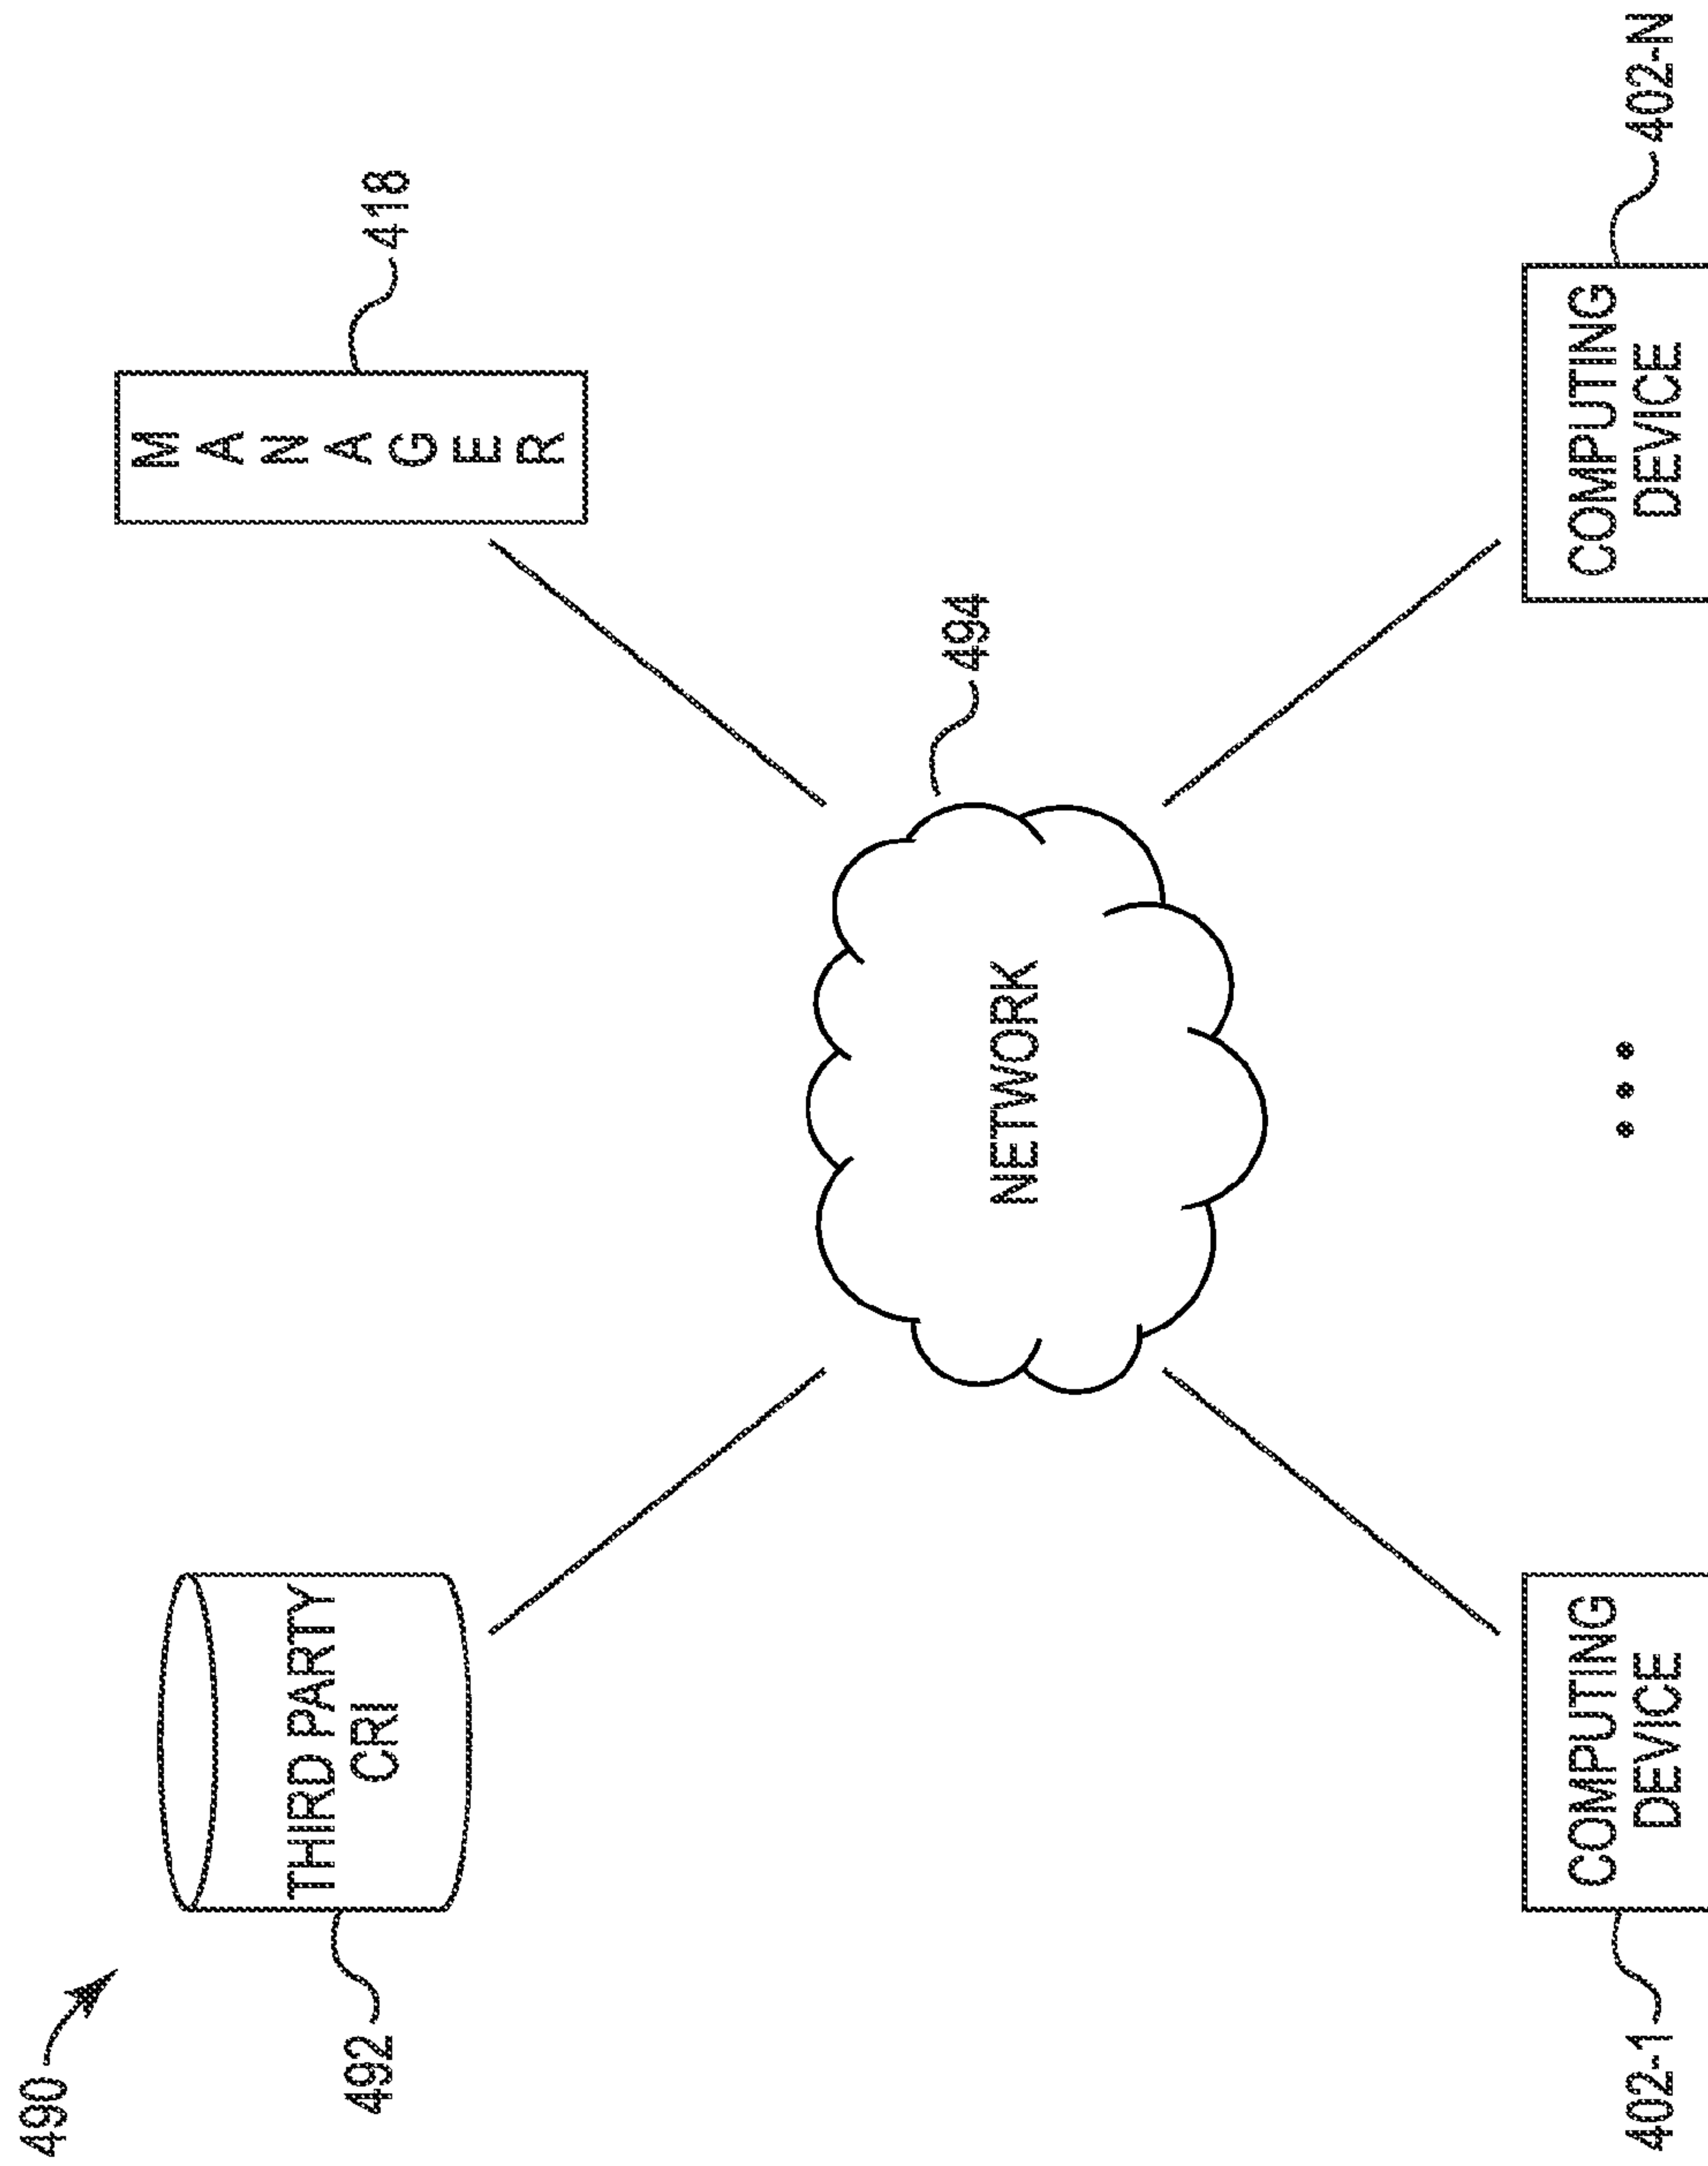 490
492
THIRD PARTY
CRI
MANAGER
418
494
NETWORK
402-1
COMPUTING
DEVICE
• • •
COMPUTING
DEVICE
402-N